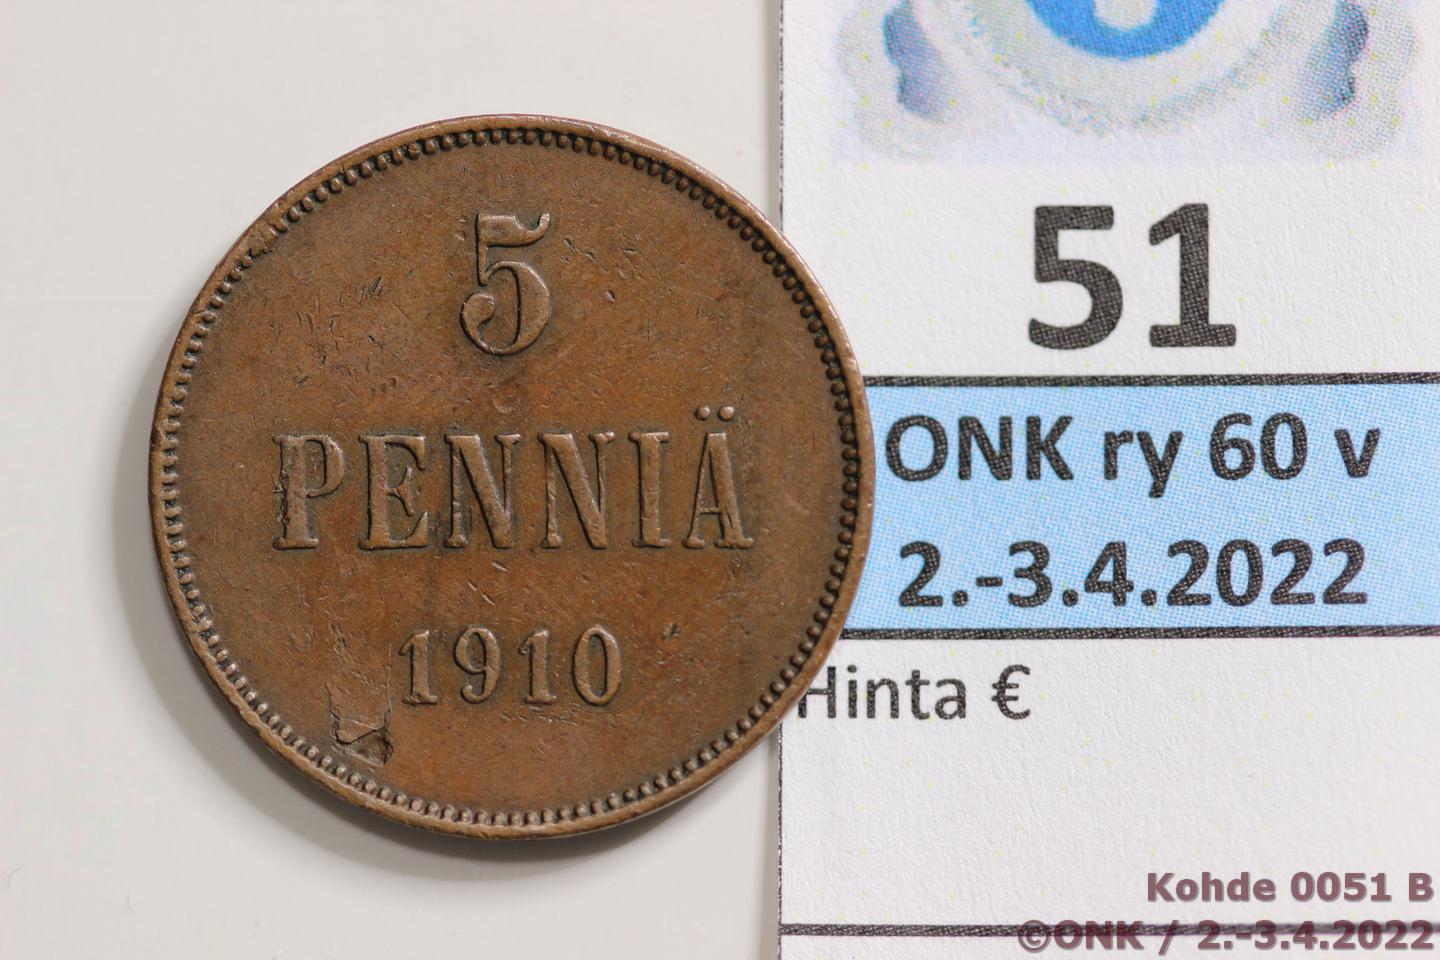 5
PENNIÄ
1910
51
ONK ry 60 v
2.-3.4.2022
Hinta €
Kohde 0051 B
©ONK / 2.-3.4.2022